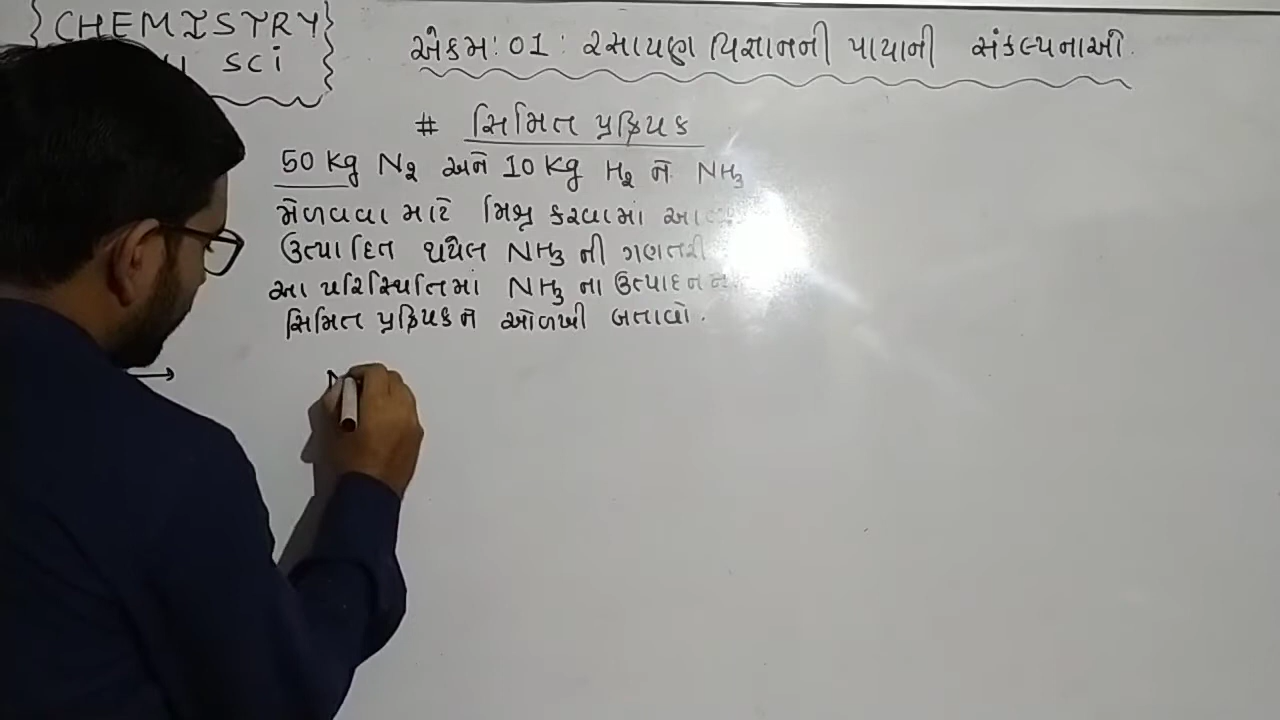 CHEMISTRY
SCI
એકમ: 01: રસાયણ વિજ્ઞાનની પાયાની સંકલ્પનાઓ.
# સિમિત પ્રક્રિયક
50 Kg N2 અને 10 Kg H2 ને NH3
મેળવવા માટે મિશ્ર કરવામાં
ઉત્પાદિત થયેલ NH3 ની ગણતરી
આ પરિસ્થિતિમાં NH3 ના ઉત્પાદન
સિમિત પ્રક્રિયકને ઓળખી બતાવો.
→ N